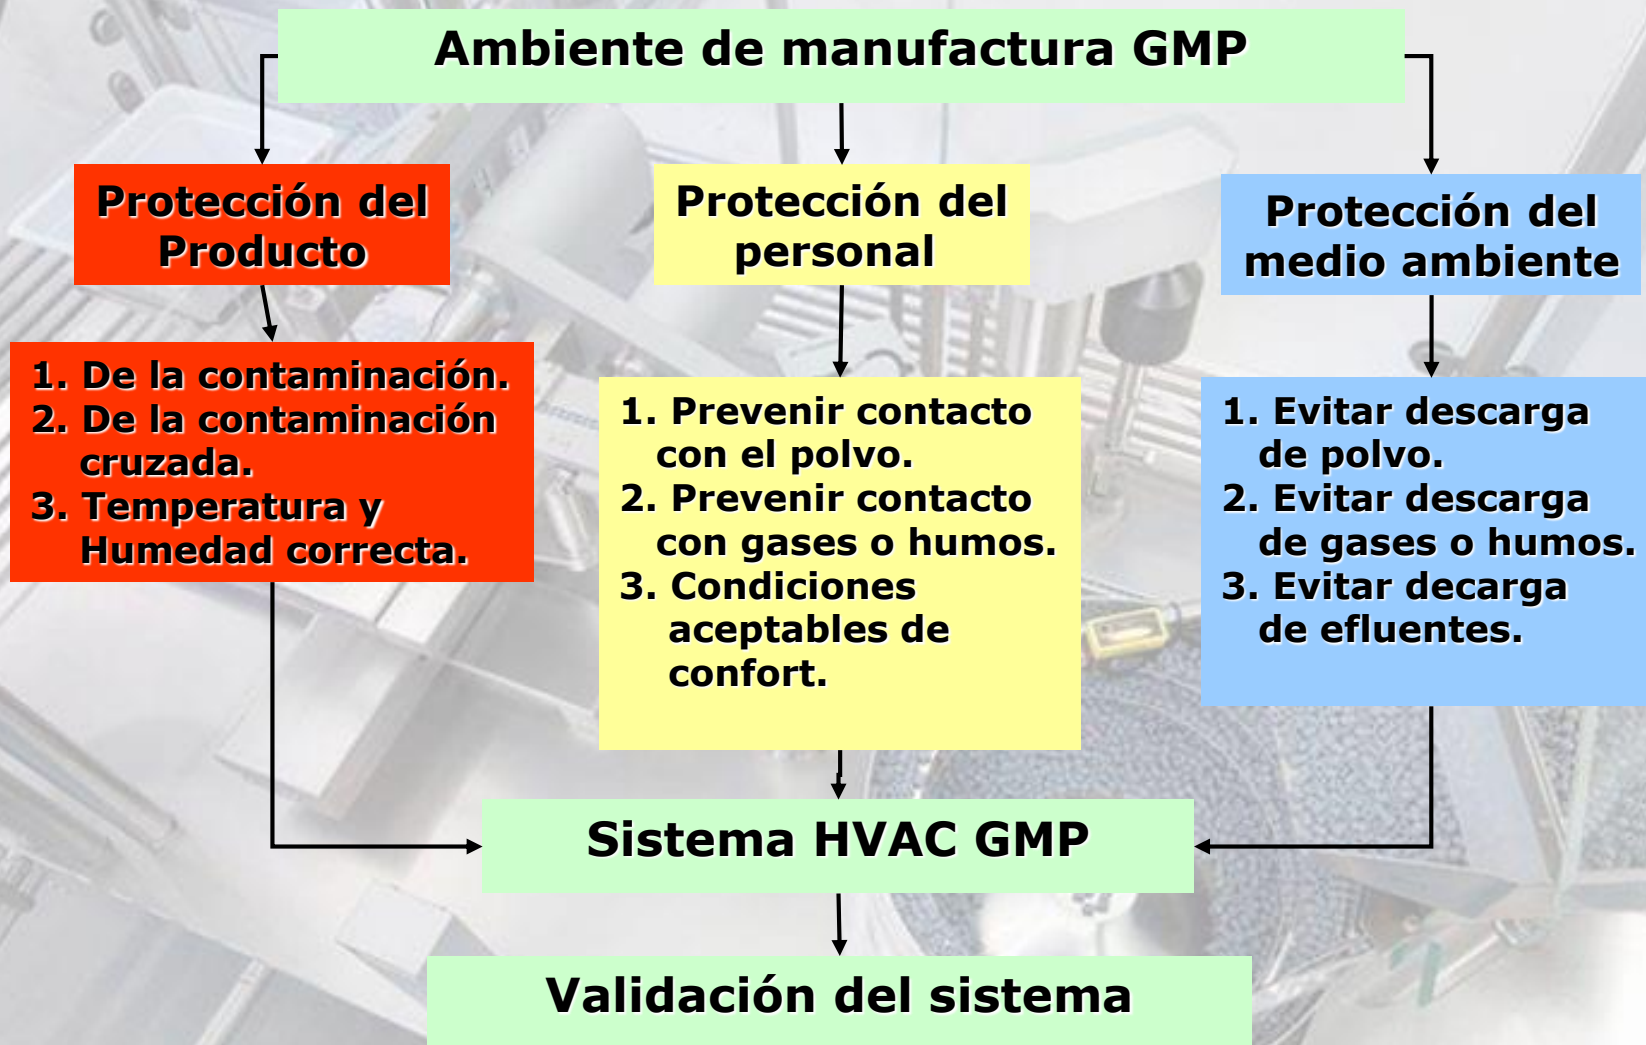 Ambiente de manufactura GMP
Protección del
Producto
Protección del
personal
Protección del
medio ambiente
1. De la contaminación.
2. De la contaminación
cruzada.
3. Temperatura y
Humedad correcta.
1. Prevenir contacto
con el polvo.
2. Prevenir contacto
con gases o humos.
3. Condiciones
aceptables de
confort.
1. Evitar descarga
de polvo.
2. Evitar descarga
de gases o humos.
3. Evitar decarga
de efluentes.
Sistema HVAC GMP
Validación del sistema